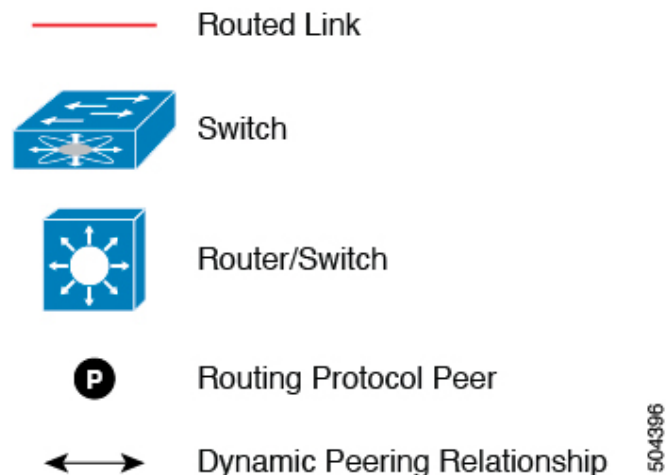 Routed Link
Switch
Router/Switch
P
Routing Protocol Peer
Dynamic Peering Relationship
504396